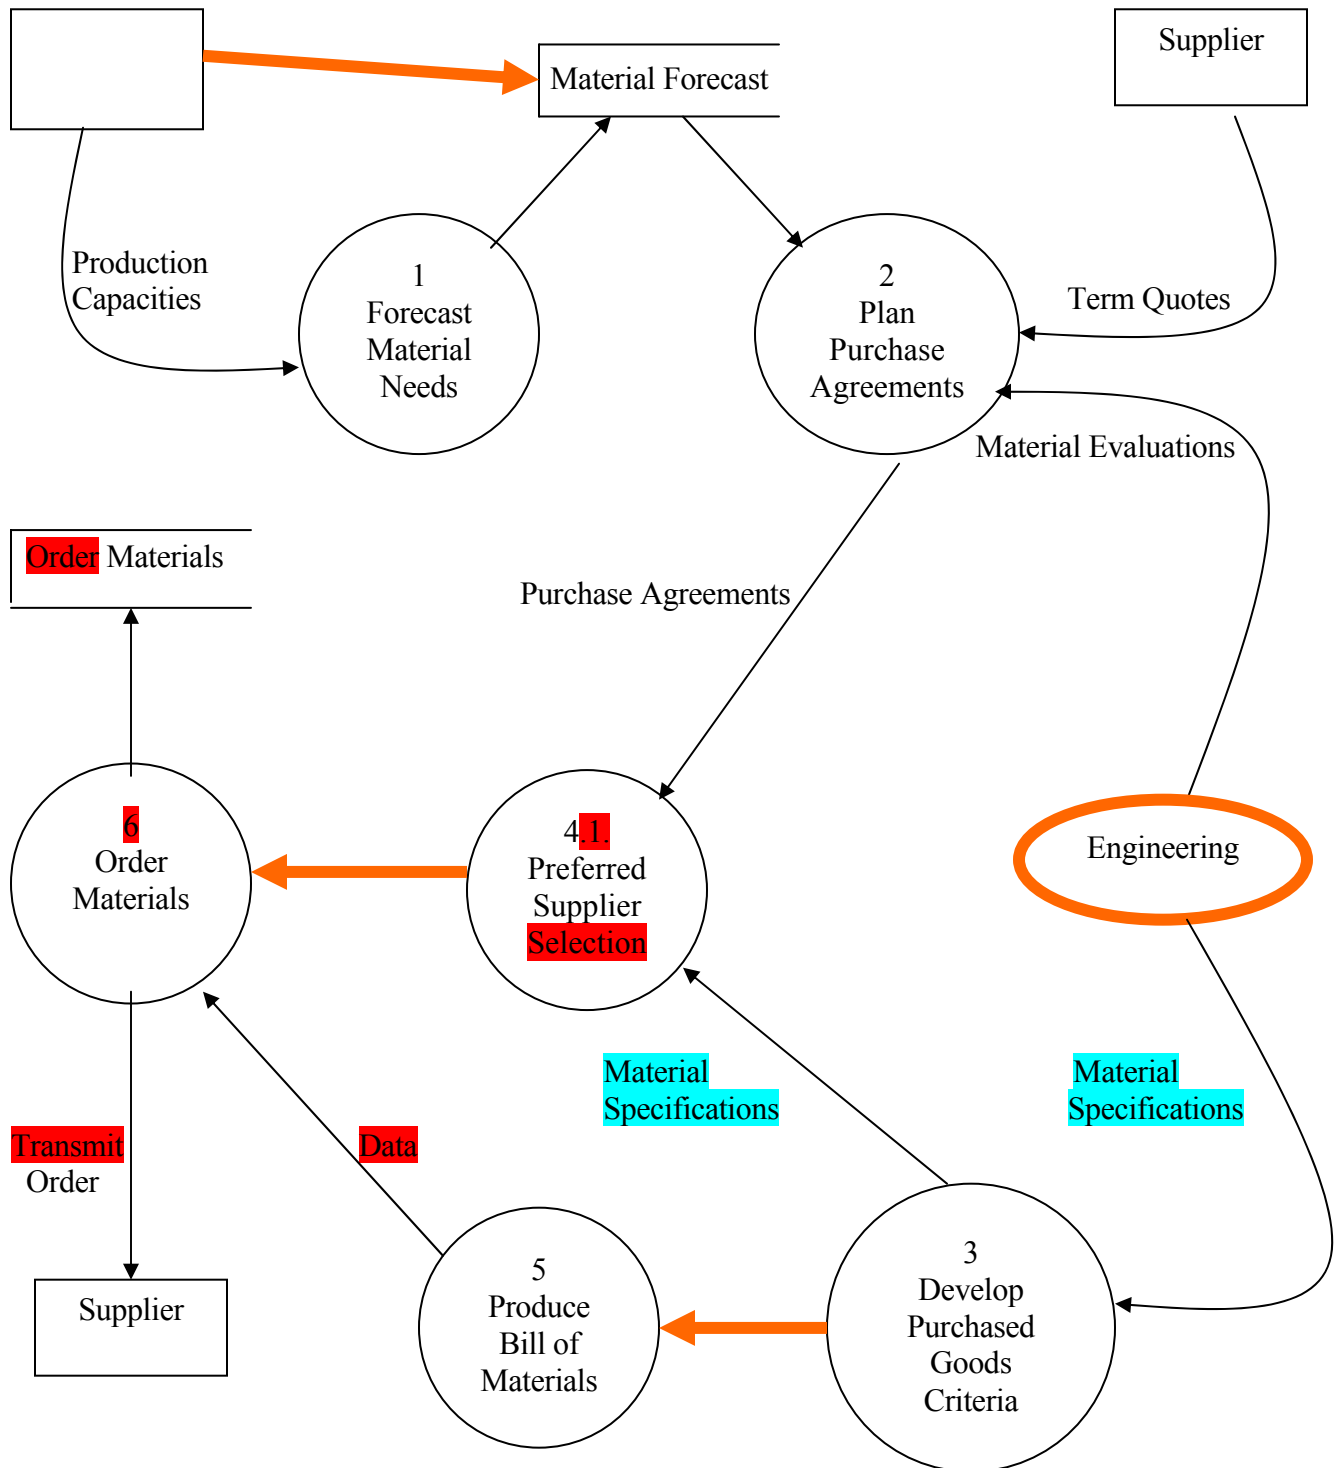 Supplier
Material Forecast
Production
Capacities
1
Forecast
Material
Needs
2
Plan
Purchase
Agreements
Term Quotes
Material Evaluations
Order Materials
Purchase Agreements
6
Order
Materials
4.1.
Preferred
Supplier
Selection
Engineering
Material
Specifications
Material
Specifications
Transmit
Order
Data
3
Develop
Purchased
Goods
Criteria
5
Produce
Bill of
Materials
Supplier